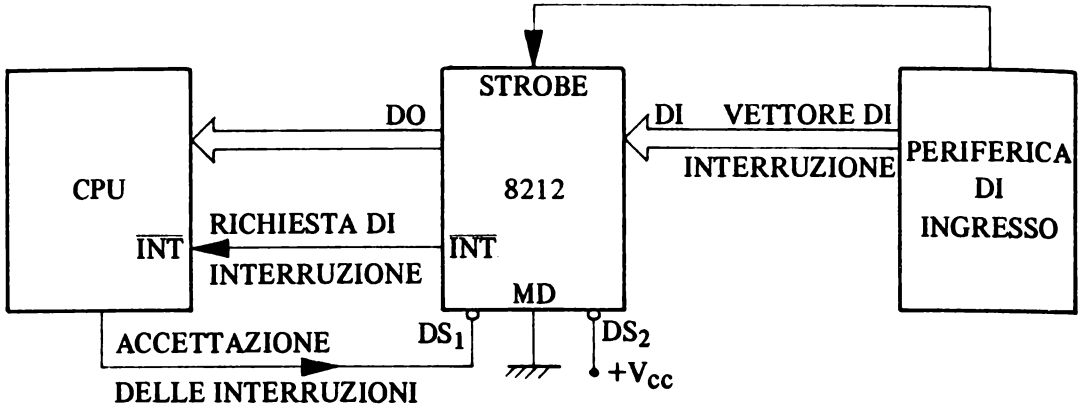 STROBE
DO
DI VETTORE DI
INTERRUZIONE
PERIFERICA
DI
INGRESSO
CPU
8212
RICHIESTA DI
INTERRUZIONE
INT
INT
MD
DS1
DS2
+Vcc
ACCETTAZIONE
DELLE INTERRUZIONI